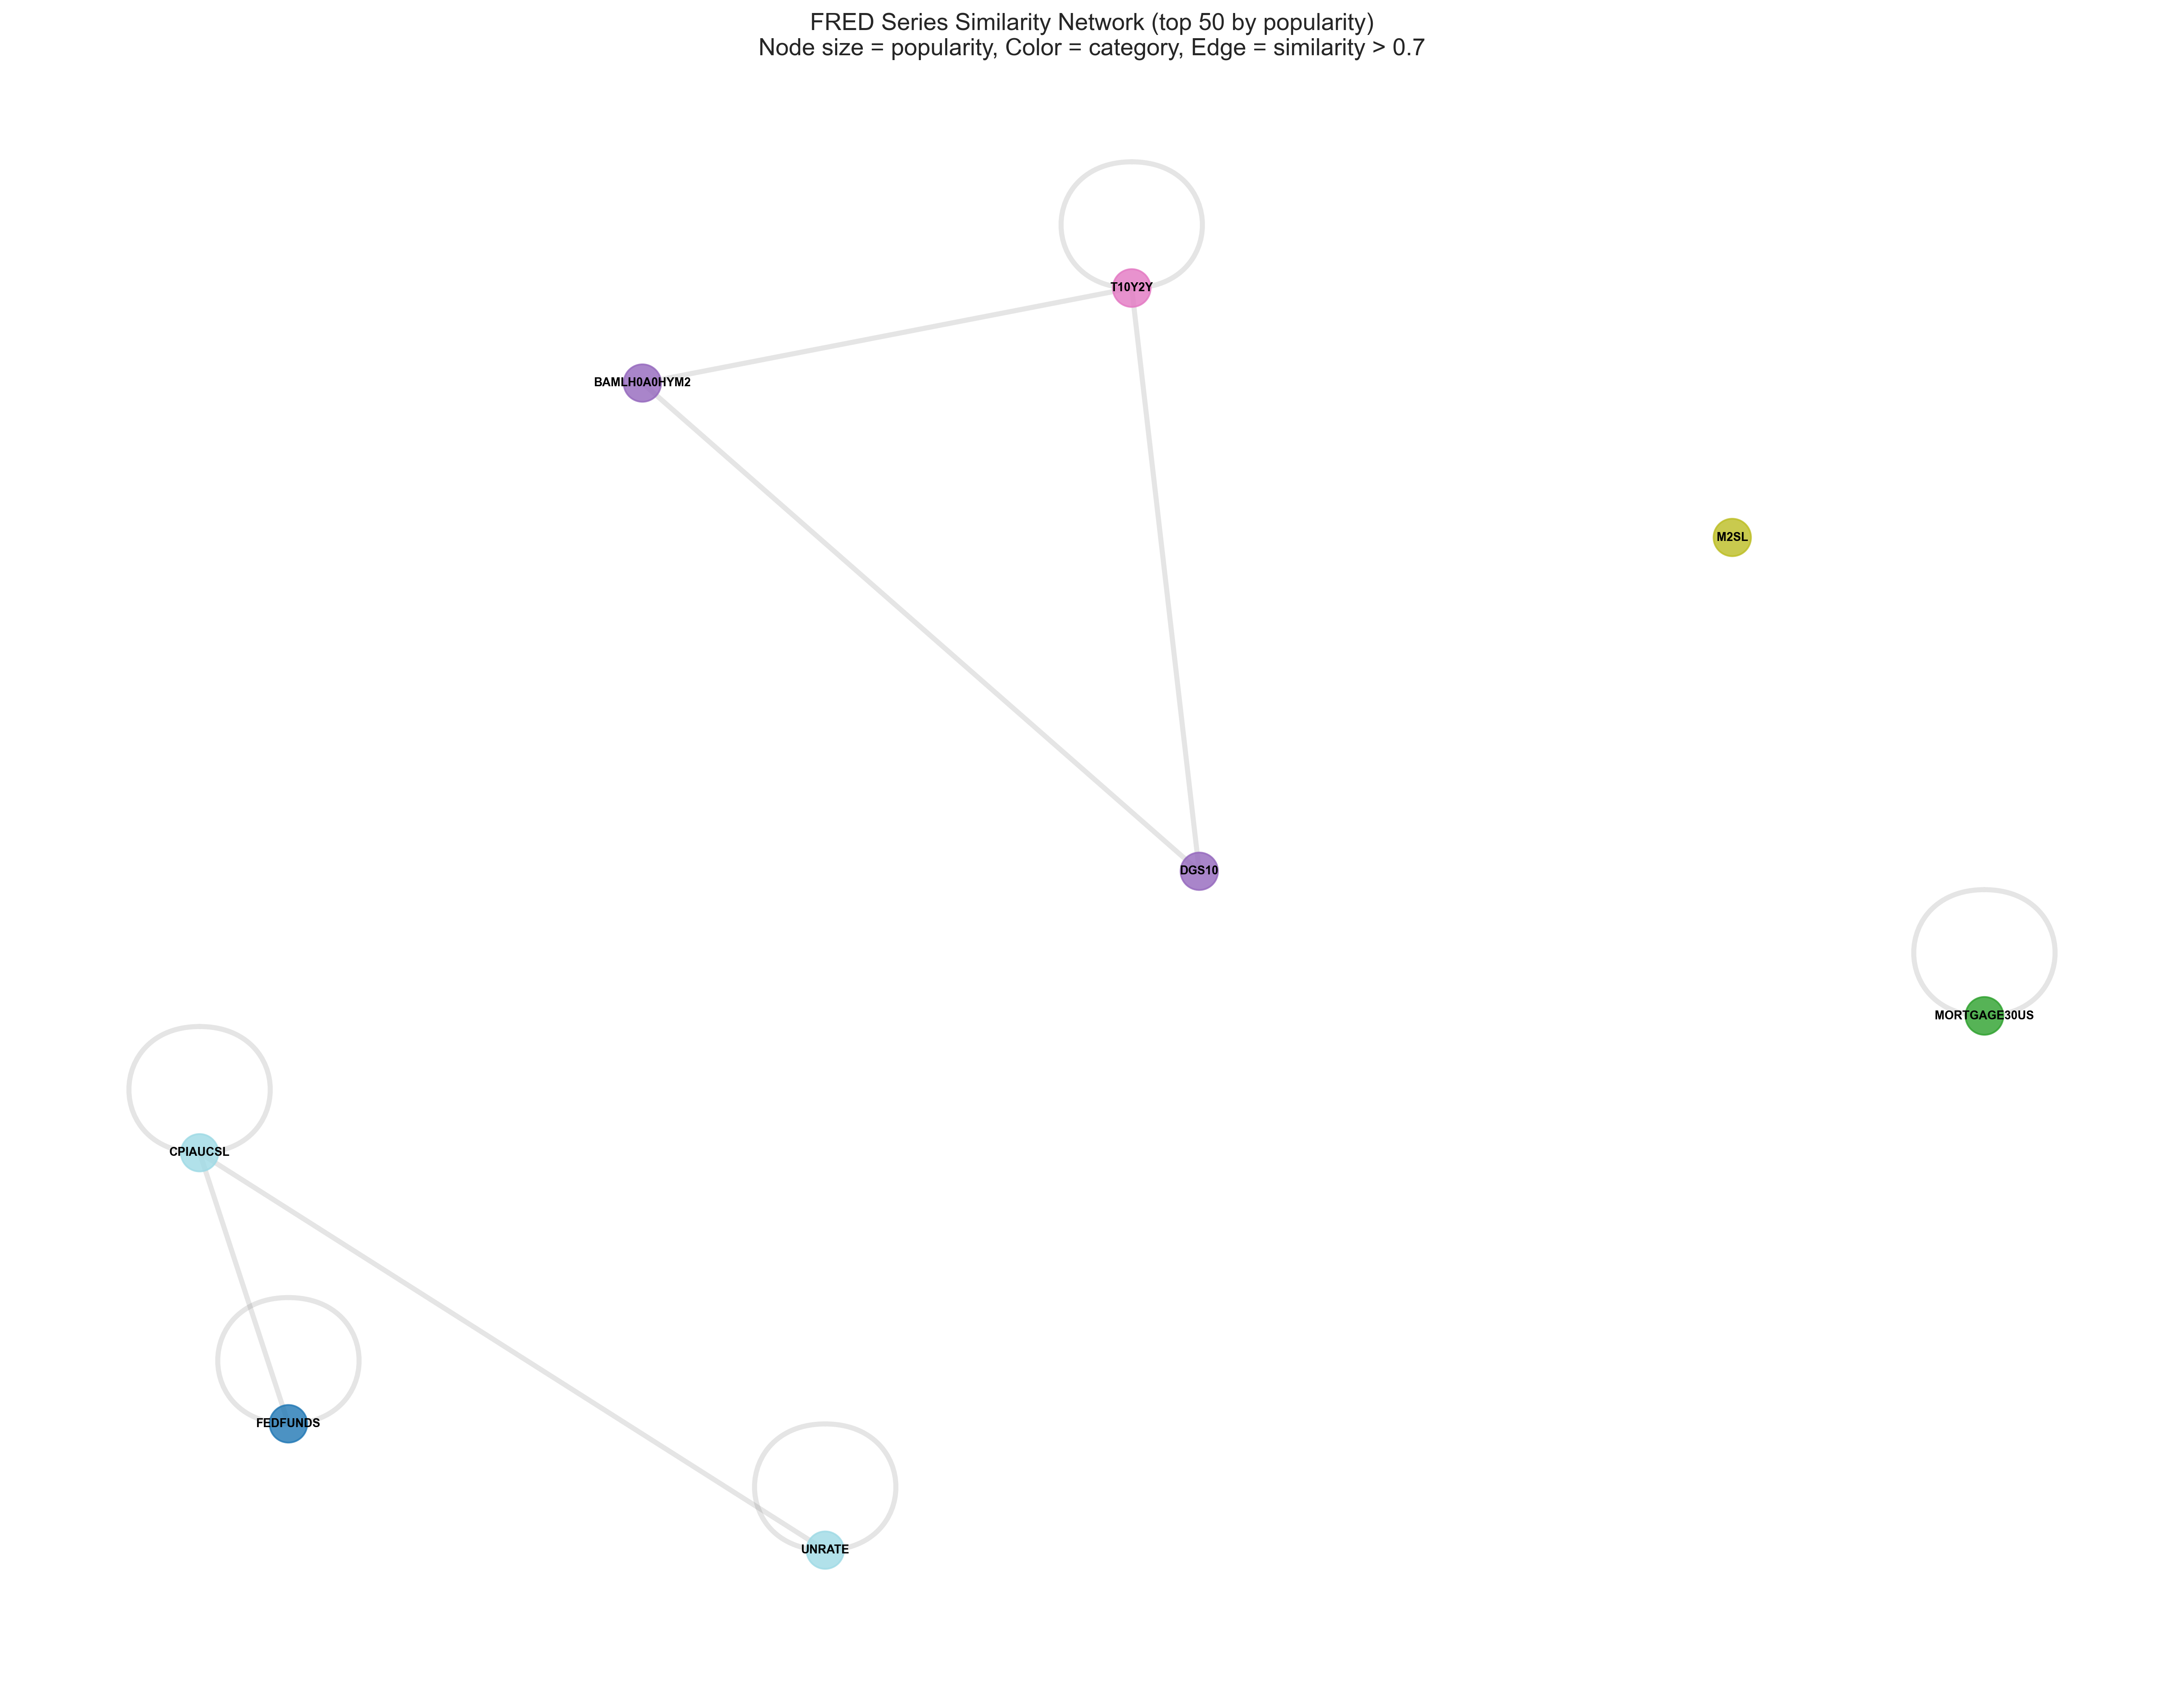 FRED Series Similarity Network (top 50 by popularity)
Node size = popularity, Color = category, Edge = similarity > 0.7
T10Y2Y
BAMLH0A0HYM2
M2SL
DGS10
MORTGAGE30US
CPIAUCSL
FEDFUNDS
UNRATE